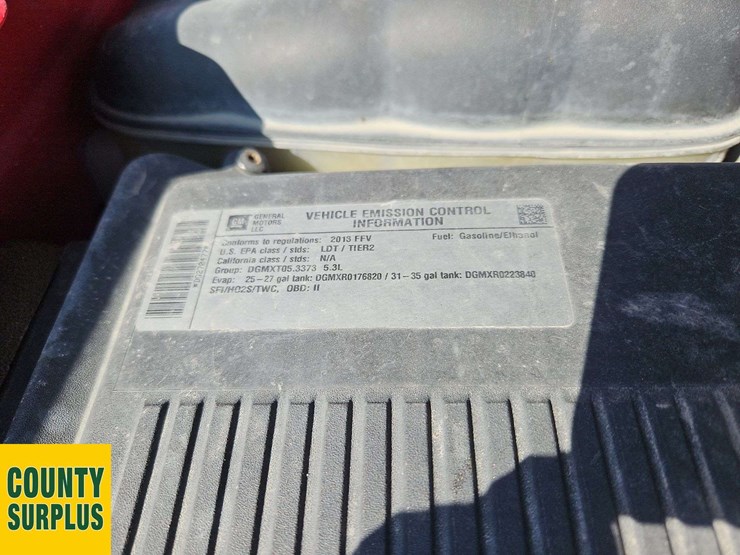 GM
GENERAL MOTORS LLC
VEHICLE EMISSION CONTROL
INFORMATION
Conforms to regulations: 2013 FFV
Fuel: Gasoline/Ethanol
U.S. EPA class / stds: LDT / TIER2
California class / stds: N/A
Group: DGMXT05.3373 5.3L
Evap: 25-27 gal tank: DGMXR0176820 / 31-35 gal tank: DGMXR0223840
SFI/HO2S/TWC, OBD: II
COUNTY
SURPLUS